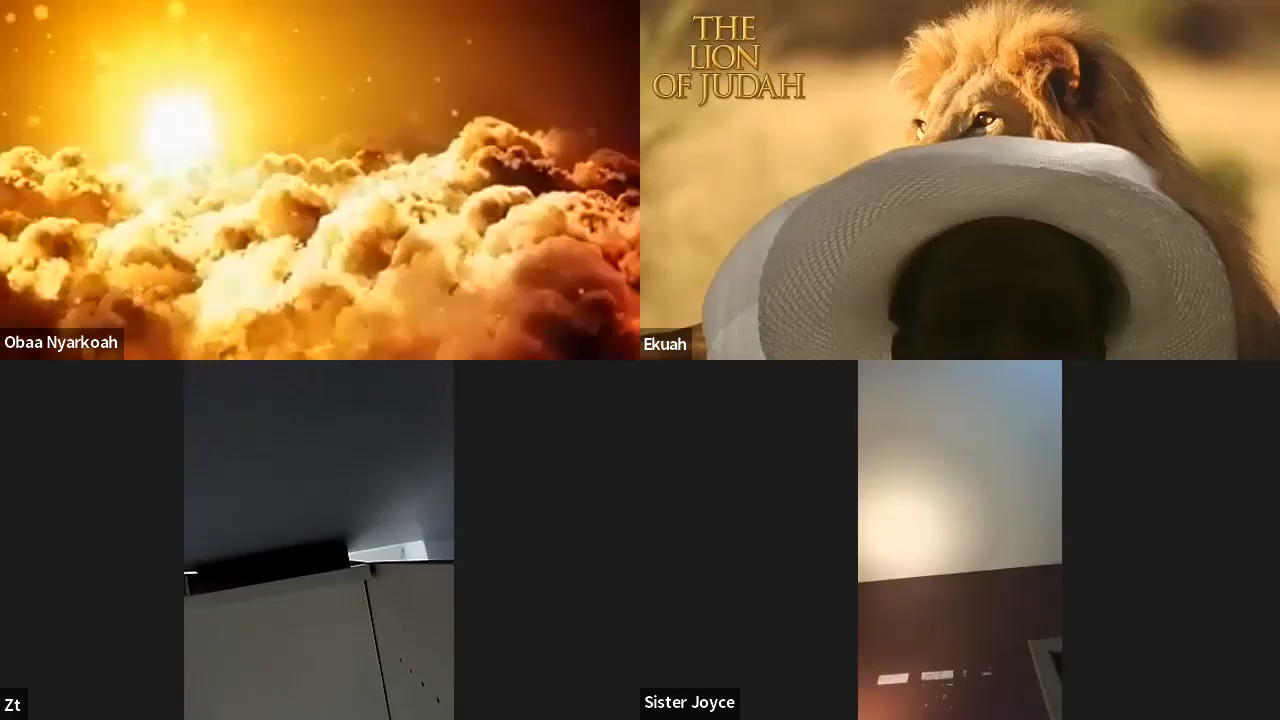 THE
LION
OF JUDAH
Obaa Nyarkoah
Ekuah
Zt
Sister Joyce